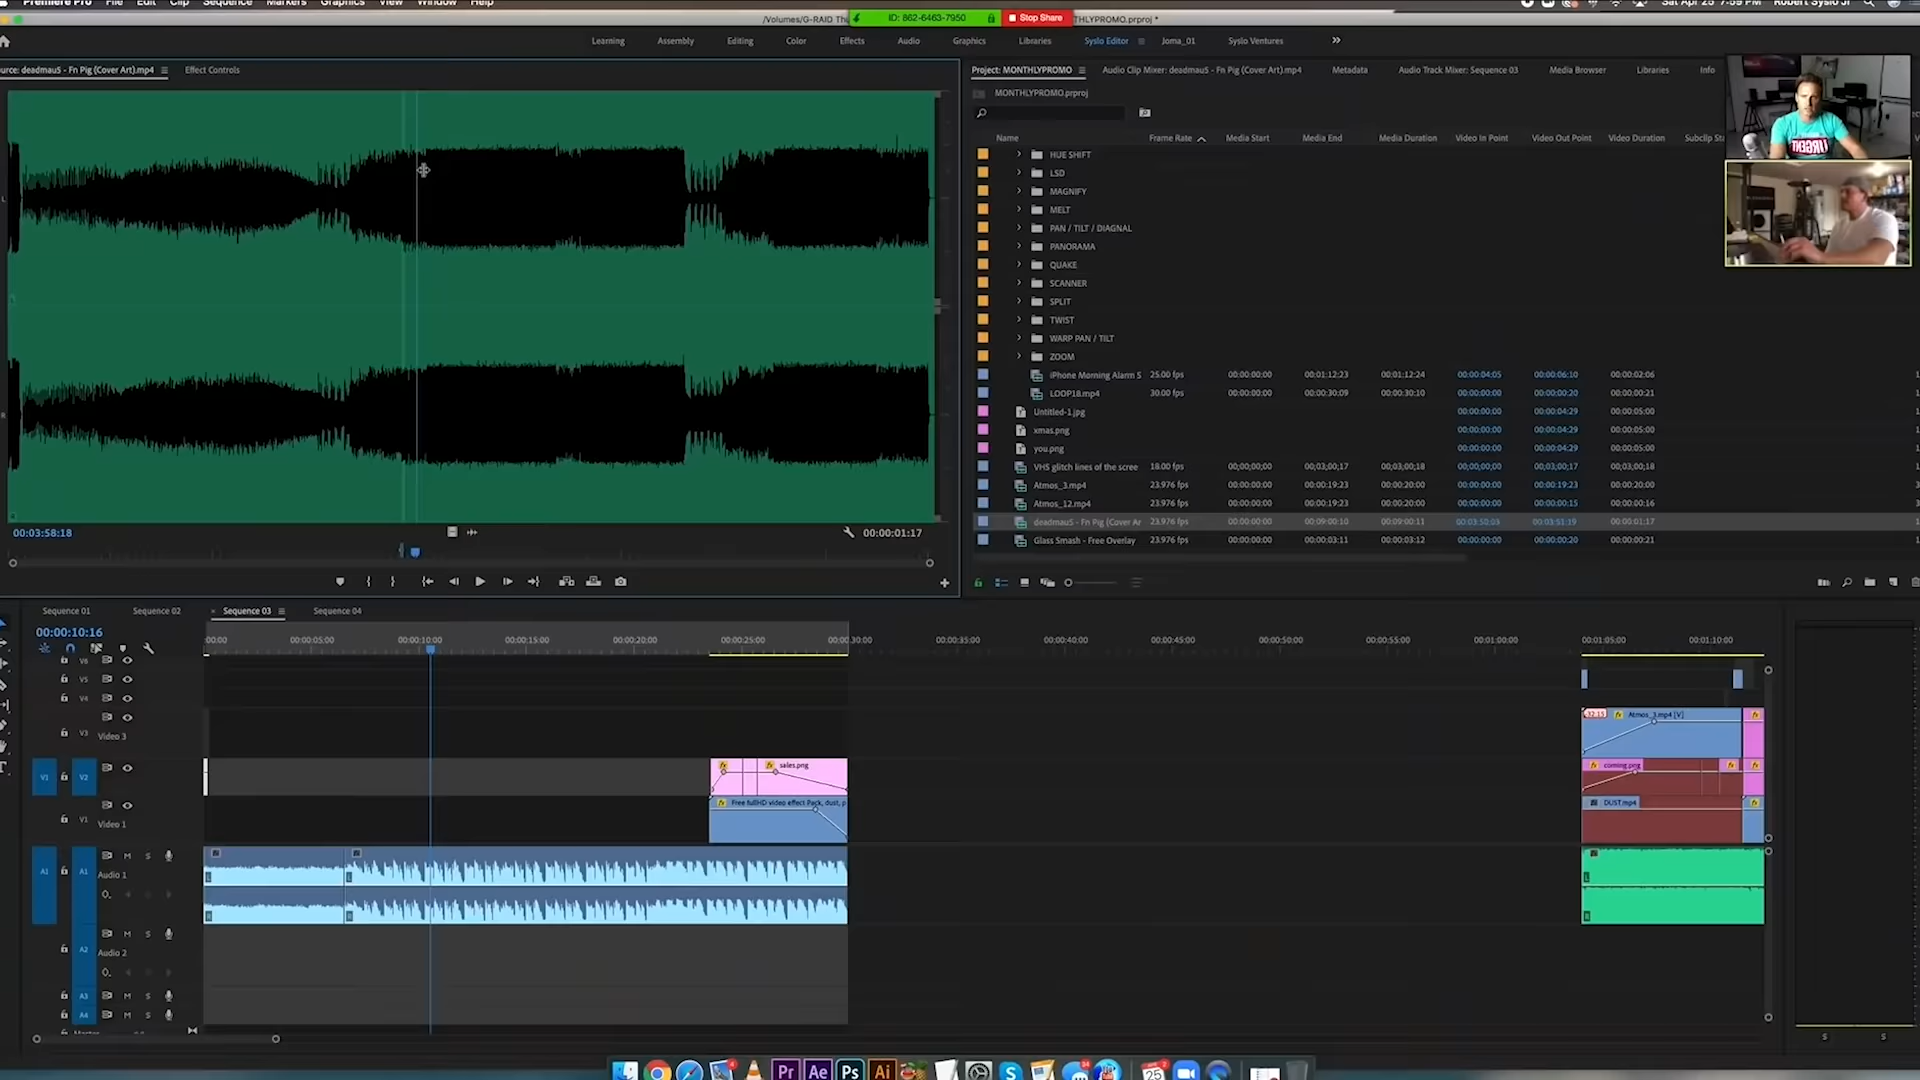 Premiere Pro File Edit Clip Sequence Markers Graphics View Window Help
Sat Apr 25 7:59 PM Robert Syslo Jr
/Volumes/G-RAID Thu
ID: 862-6463-7950
Stop Share
THLYPROMO.prproj *
Learning Assembly Editing Color Effects Audio Graphics Libraries Syslo Editor Joma_01 Syslo Ventures
urce: deadmau5 - Fn Pig (Cover Art).mp4
Effect Controls
Project: MONTHLYPROMO
Audio Clip Mixer: deadmau5 - Fn Pig (Cover Art).mp4
Metadata
Audio Track Mixer: Sequence 03
Media Browser
Libraries
Info
MONTHLYPROMO.prproj
Name Frame Rate Media Start Media End Media Duration Video In Point Video Out Point Video Duration Subclip St
HUE SHIFT
LSD
MAGNIFY
MELT
PAN / TILT / DIAGNAL
PANORAMA
QUAKE
SCANNER
SPLIT
TWIST
WARP PAN / TILT
ZOOM
iPhone Morning Alarm S 25.00 fps 00:00:00:00 00:01:12:23 00:01:12:24 00:00:04:05 00:00:06:10 00:00:02:06
LOOP18.mp4 30.00 fps 00:00:00:00 00:00:30:09 00:00:30:10 00:00:00:00 00:00:00:20 00:00:00:21
Untitled-1.jpg 00:00:00:00 00:00:04:29 00:00:05:00
xmas.png 00:00:00:00 00:00:04:29 00:00:05:00
you.png 00:00:00:00 00:00:04:29 00:00:05:00
VHS glitch lines of the scree 18.00 fps 00;00;00;00 00;03;00;17 00;03;00;18 00;00;00;00 00;03;00;17 00;03;00;18
Atmos_3.mp4 23.976 fps 00:00:00:00 00:00:19:23 00:00:20:00 00:00:00:00 00:00:19:23 00:00:20:00
Atmos_12.mp4 23.976 fps 00:00:00:00 00:00:19:23 00:00:20:00 00:00:00:00 00:00:00:15 00:00:00:16
deadmau5 - Fn Pig (Cover Ar 23.976 fps 00:00:00:00 00:09:00:10 00:09:00:11 00:03:50:03 00:03:51:19 00:00:01:17
Glass Smash - Free Overlay 23.976 fps 00:00:00:00 00:00:03:11 00:00:03:12 00:00:00:00 00:00:00:20 00:00:00:21
URGENT
L
R
00:03:58:18
00:00:01:17
Sequence 01 Sequence 02 Sequence 03 Sequence 04
00:00:10:16
:00:00 00:00:05:00 00:00:10:00 00:00:15:00 00:00:20:00 00:00:25:00 00:00:30:00 00:00:35:00 00:00:40:00 00:00:45:00 00:00:50:00 00:00:55:00 00:01:00:00 00:01:05:00 00:01:10:00
V6
V5
V4
V3 Video 3
Atmos_3.mp4 [V]
V1 V2
sales.png
coming.png
V1 Video 1
Free fullHD video effect Pack, dust, p
DUST.mp4
A1 A1 M S
Audio 1
M S
A2 Audio 2
A3 M S
A4 M S
S S
Pr Ae Ps Ai
25